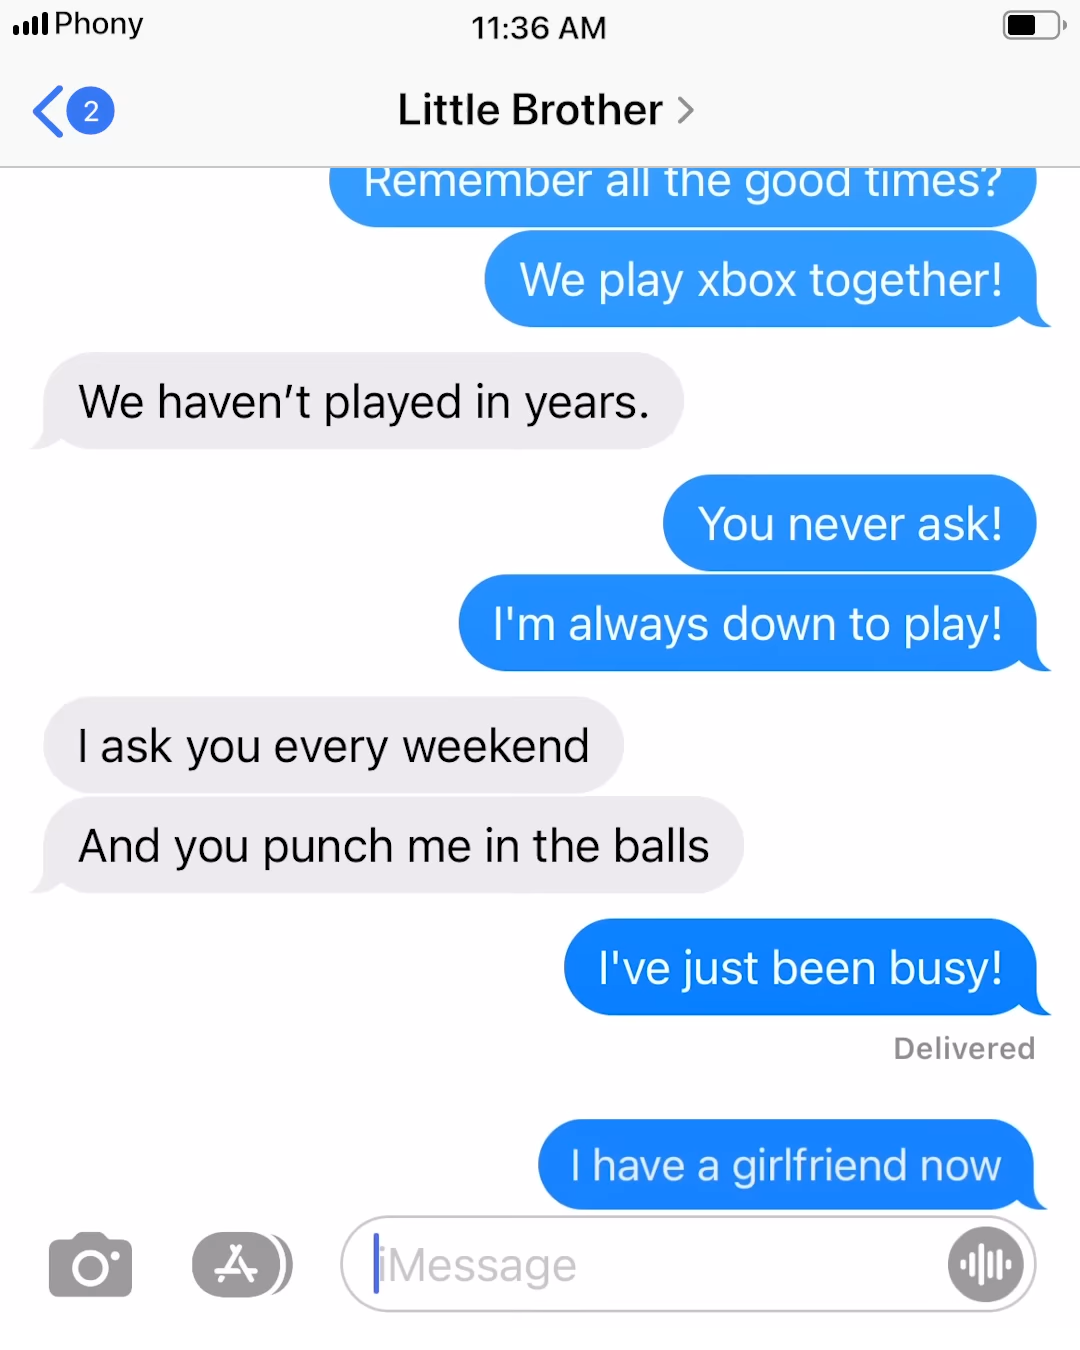 Phony 11:36 AM
2 Little Brother
Remember all the good times?
We play xbox together!
We haven’t played in years.
You never ask!
I'm always down to play!
I ask you every weekend
And you punch me in the balls
I've just been busy!
Delivered
I have a girlfriend now
iMessage